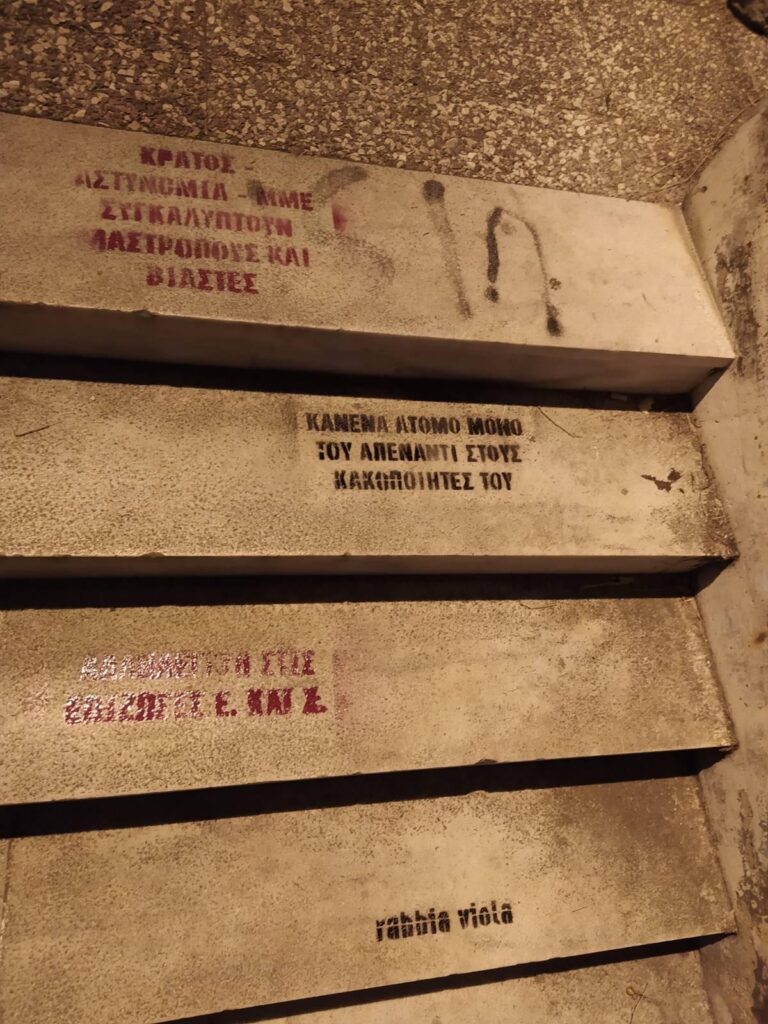 ΚΡΑΤΟΣ -
ΑΣΤΥΝΟΜΙΑ - ΜΜΕ
ΣΥΓΚΑΛΥΠΤΟΥΝ
ΜΑΣΤΡΟΠΟΥΣ ΚΑΙ
ΒΙΑΣΤΕΣ
ΚΑΝΕΝΑ ΑΤΟΜΟ ΜΟΝΟ
ΤΟΥ ΑΠΕΝΑΝΤΙ ΣΤΟΥΣ
ΚΑΚΟΠΟΙΗΤΕΣ ΤΟΥ
ΑΛΛΗΛΕΓΓΥΗ ΣΤΙΣ
ΕΠΙΖΩΣΕΣ Ε. ΚΑΙ Ζ.
rabbia viola